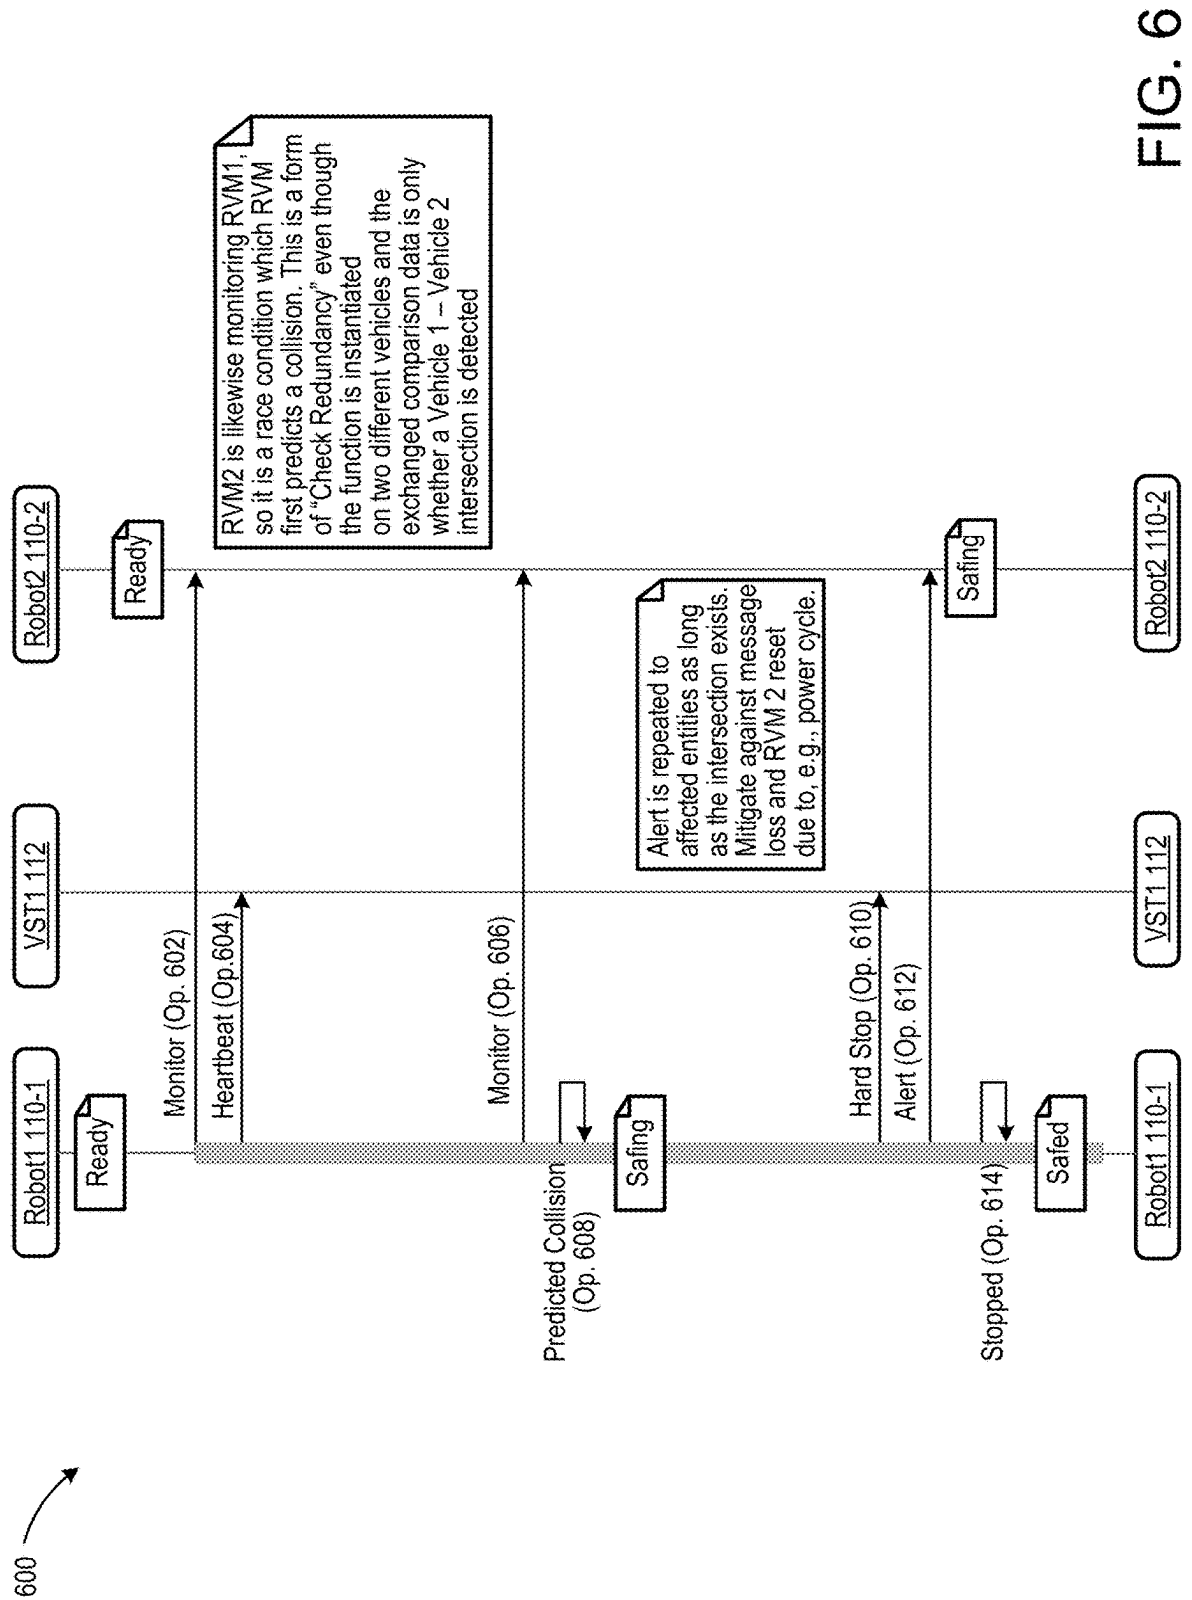 600
Robot1 110-1
VST1 112
Robot2 110-2
Ready
Ready
Monitor (Op. 602)
Heartbeat (Op.604)
RVM2 is likewise monitoring RVM1,
so it is a race condition which RVM
first predicts a collision. This is a form
of “Check Redundancy” even though
the function is instantiated
on two different vehicles and the
exchanged comparison data is only
whether a Vehicle 1 – Vehicle 2
intersection is detected
Monitor (Op. 606)
Predicted Collision
(Op. 608)
Safing
Alert is repeated to
affected entities as long
as the intersection exists.
Mitigate against message
loss and RVM 2 reset
due to, e.g., power cycle.
Hard Stop (Op. 610)
Alert (Op. 612)
Safing
Stopped (Op. 614)
Safed
Robot1 110-1
VST1 112
Robot2 110-2
FIG. 6